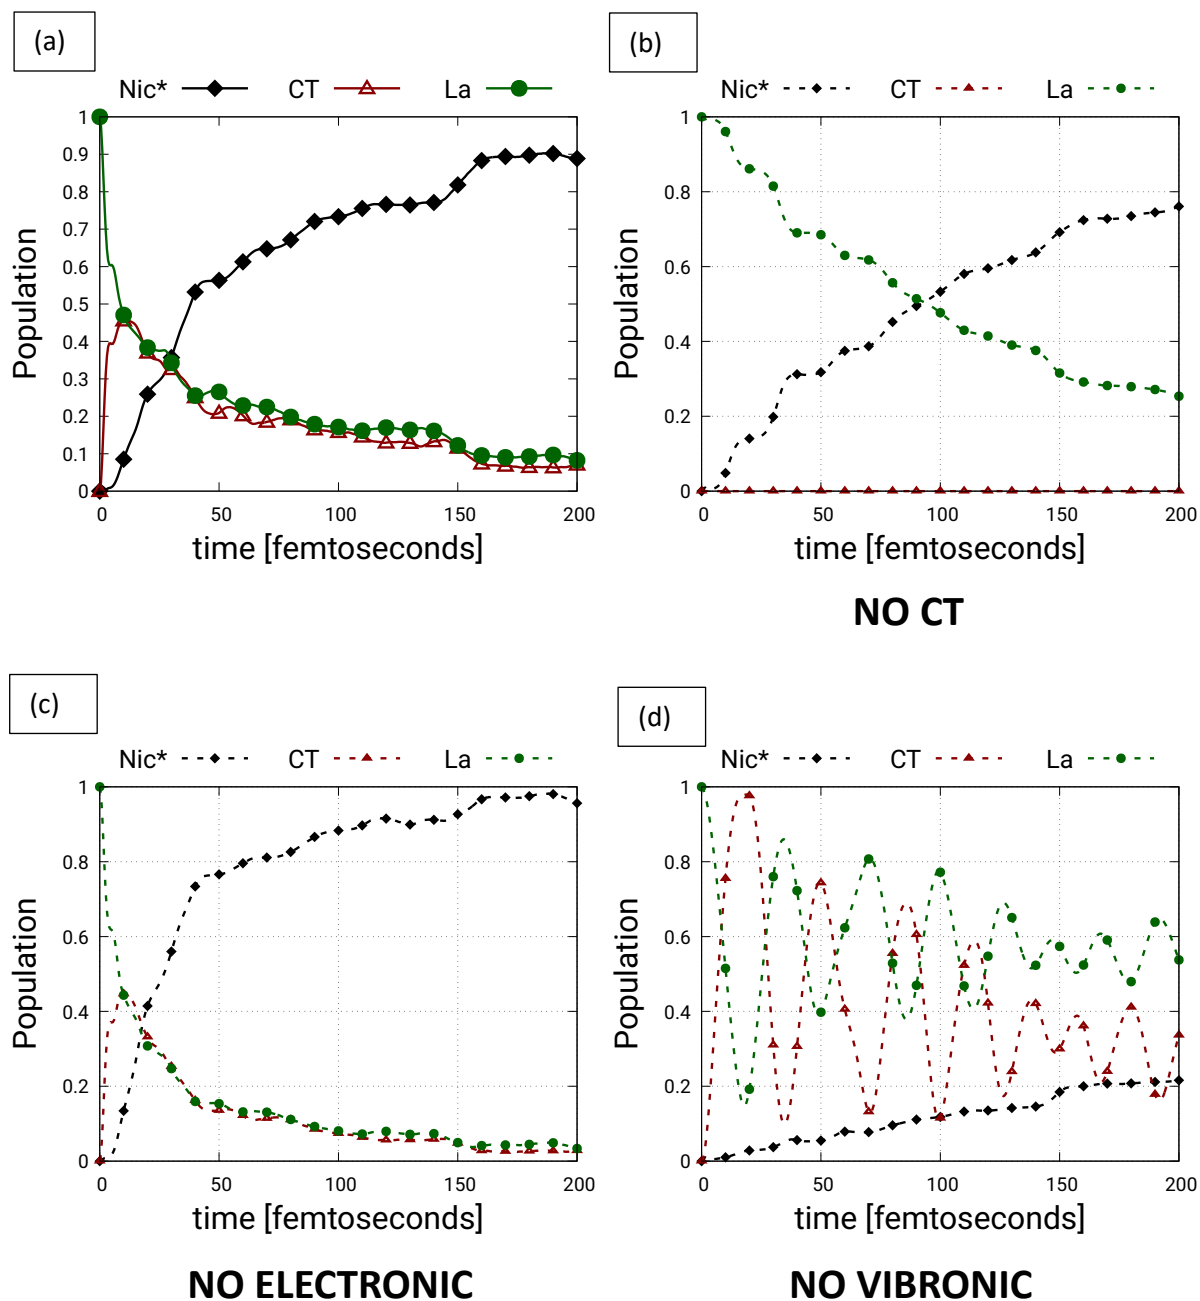 (a)
Nic* CT La
1
0.9
0.8
0.7
0.6
0.5
0.4
0.3
0.2
0.1
0
Population
0 50 100 150 200
time [femtoseconds]
(b)
Nic* CT La
1
0.8
0.6
0.4
0.2
0
Population
0 50 100 150 200
time [femtoseconds]
NO CT
(c)
Nic* CT La
1
0.8
0.6
0.4
0.2
0
Population
0 50 100 150 200
time [femtoseconds]
NO ELECTRONIC
(d)
Nic* CT La
1
0.8
0.6
0.4
0.2
0
Population
0 50 100 150 200
time [femtoseconds]
NO VIBRONIC